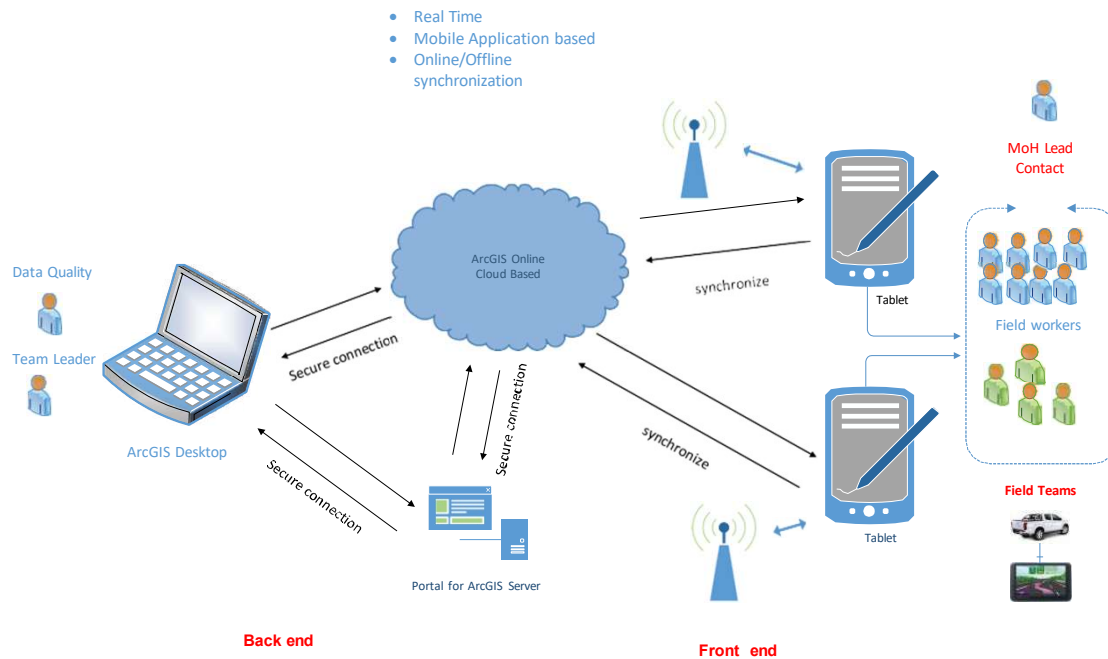 Real Time
Mobile Application based
Online/Offline
synchronization
MoH Lead
Contact
ArcGIS Online
Cloud Based
synchronize
Tablet
Data Quality
Team Leader
Field workers
Secure connection
ArcGIS Desktop
Secure connection
Secure connection
synchronize
Field Teams
Tablet
Portal for ArcGIS Server
Back end
Front end